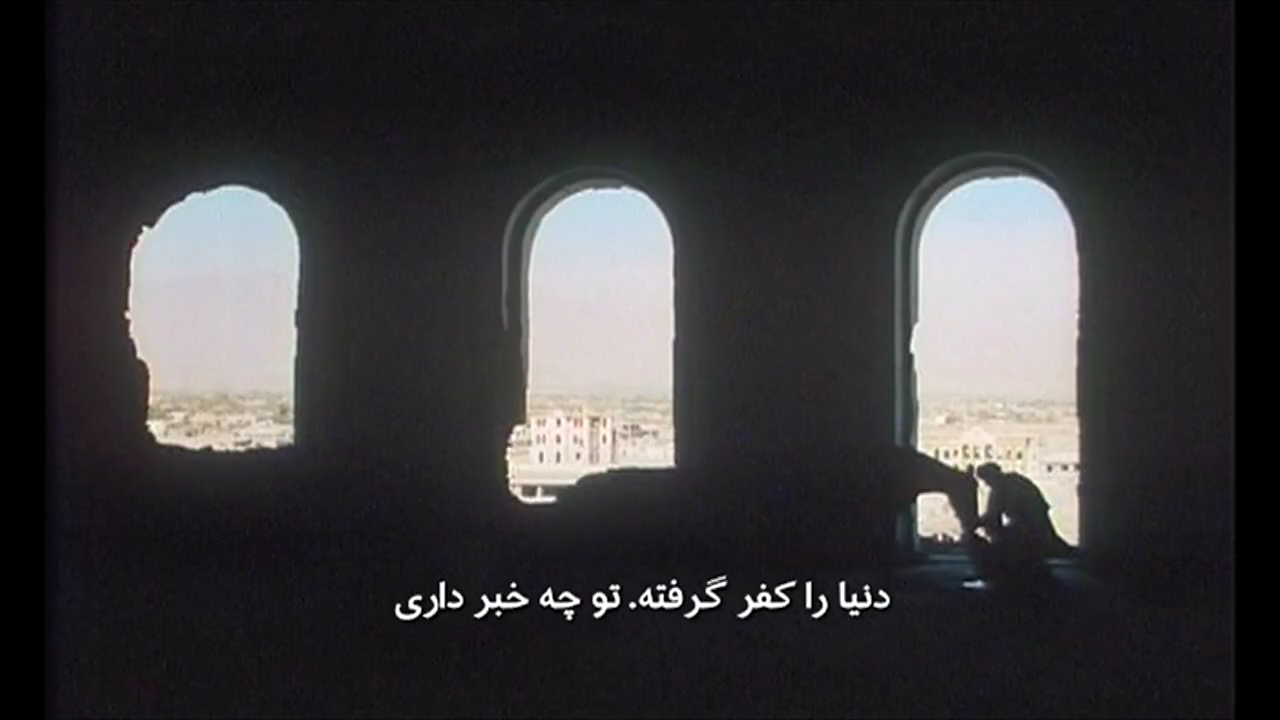 دنیا را کفر گرفته. تو چه خبر داری